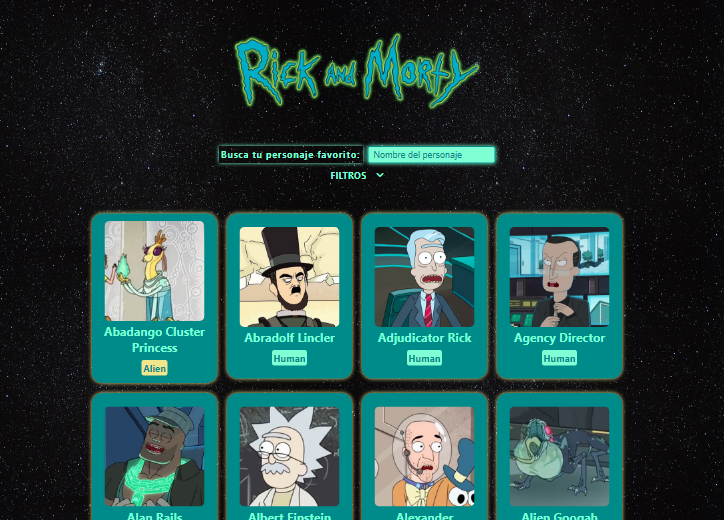 Rick and Morty
Busca tu personaje favorito:
Nombre del personaje
FILTROS
Abadango Cluster
Princess
Alien
Abradolf Lincler
Human
Adjudicator Rick
Human
Agency Director
Human
Alan Rails
Albert Einstein
Alexander
Alien Googah